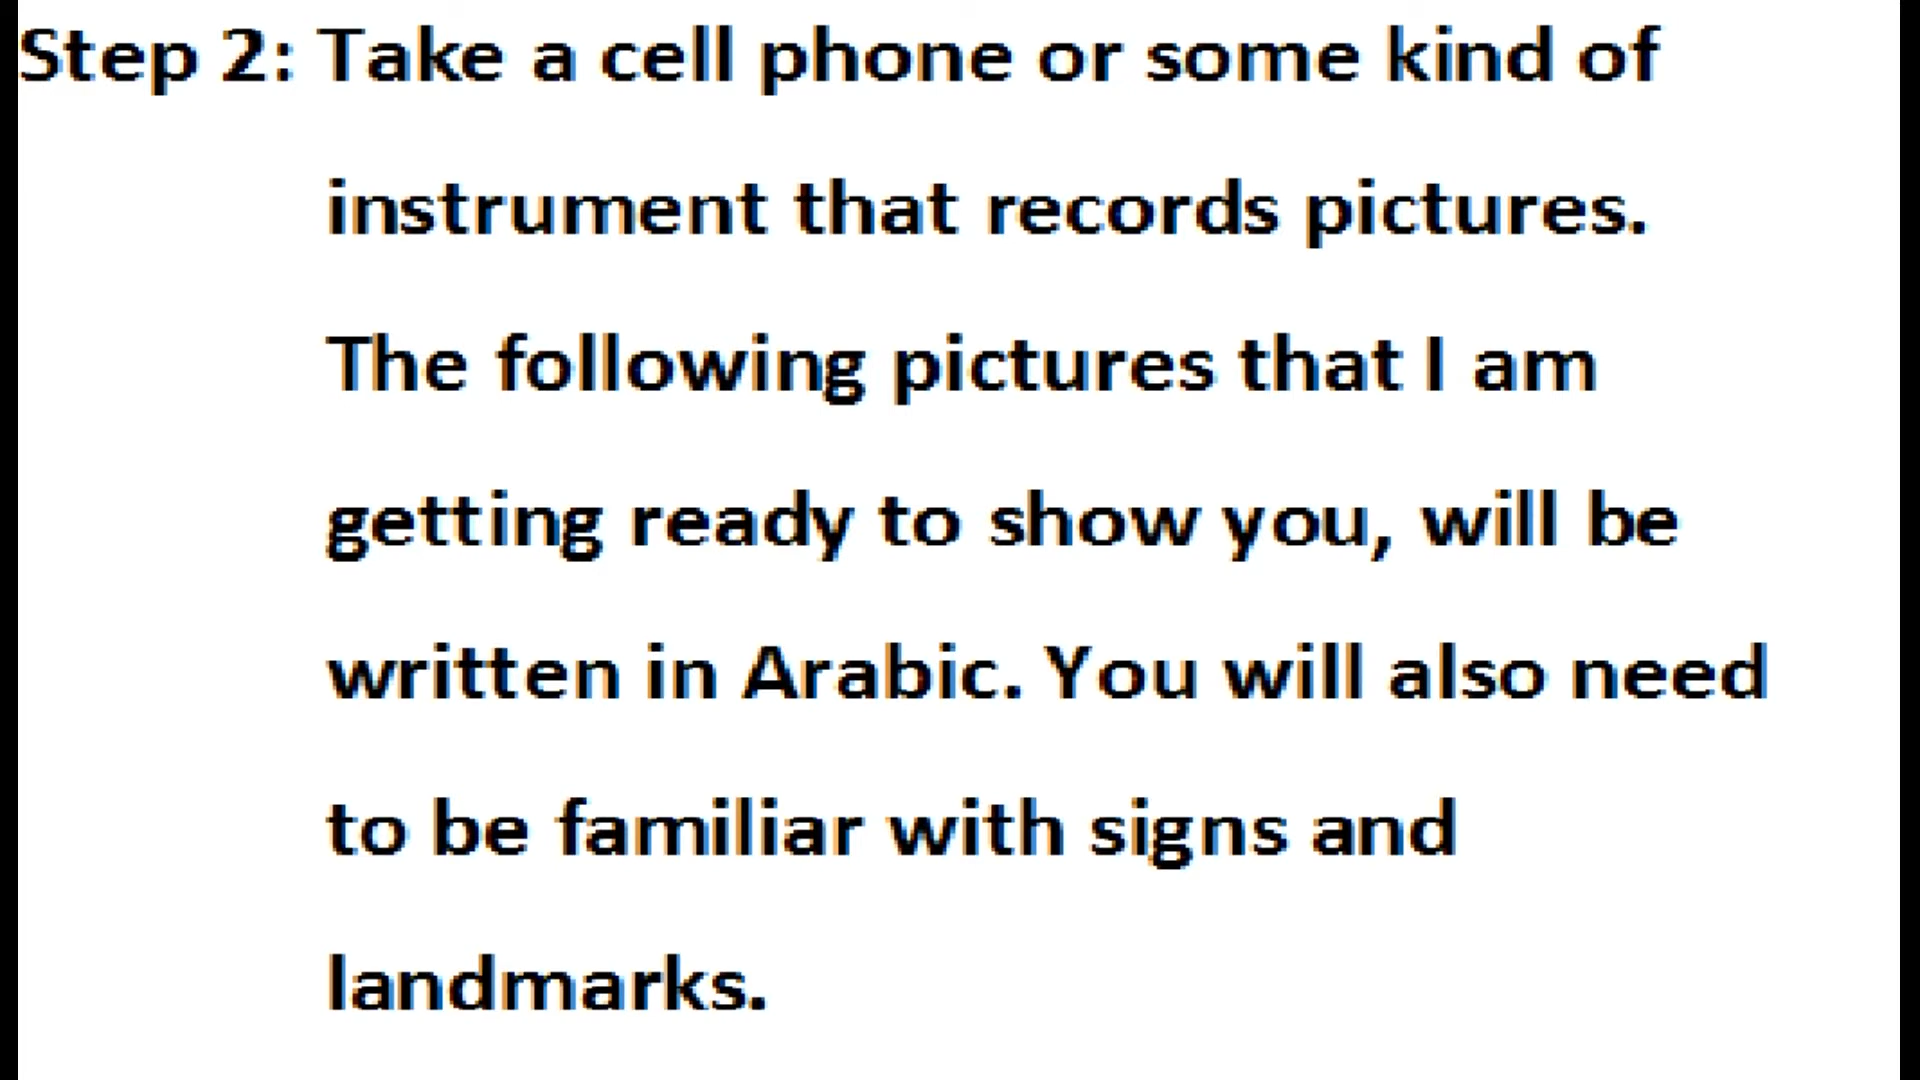 Step 2: Take a cell phone or some kind of
instrument that records pictures.
The following pictures that I am
getting ready to show you, will be
written in Arabic. You will also need
to be familiar with signs and
landmarks.